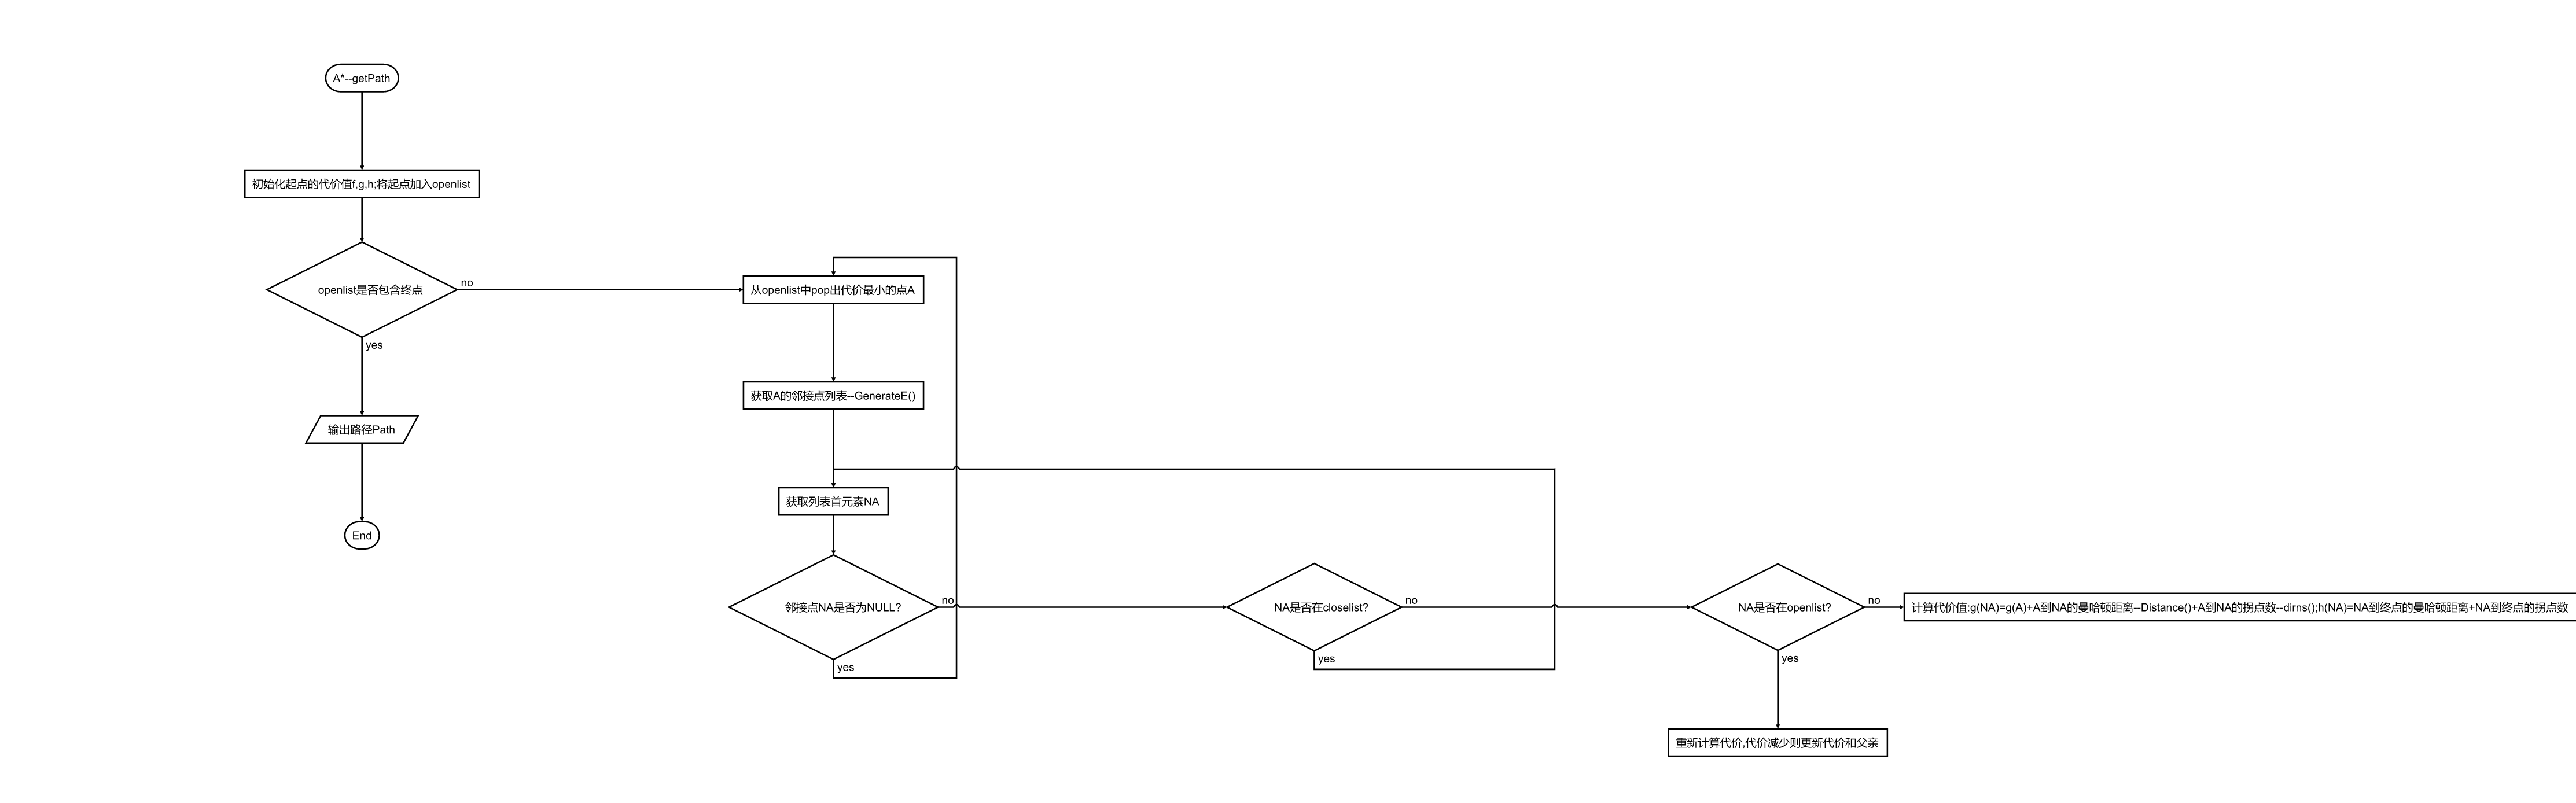 A*--getPath
初始化起点的代价值f,g,h;将起点加入openlist
openlist是否包含终点
no
yes
输出路径Path
End
从openlist中pop出代价最小的点A
获取A的邻接点列表--GenerateE()
获取列表首元素NA
邻接点NA是否为NULL?
no
yes
NA是否在closelist?
no
yes
NA是否在openlist?
no
yes
计算代价值:g(NA)=g(A)+A到NA的曼哈顿距离--Distance()+A到NA的拐点数--dirns();h(NA)=NA到终点的曼哈顿距离+NA到终点的拐点数
重新计算代价,代价减少则更新代价和父亲